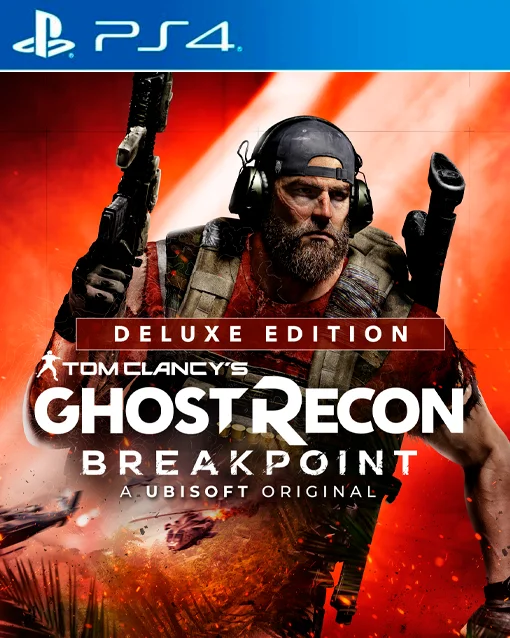 PS4
DELUXE EDITION
TOM CLANCY'S
GHOST RECON
BREAKPOINT
A UBISOFT ORIGINAL